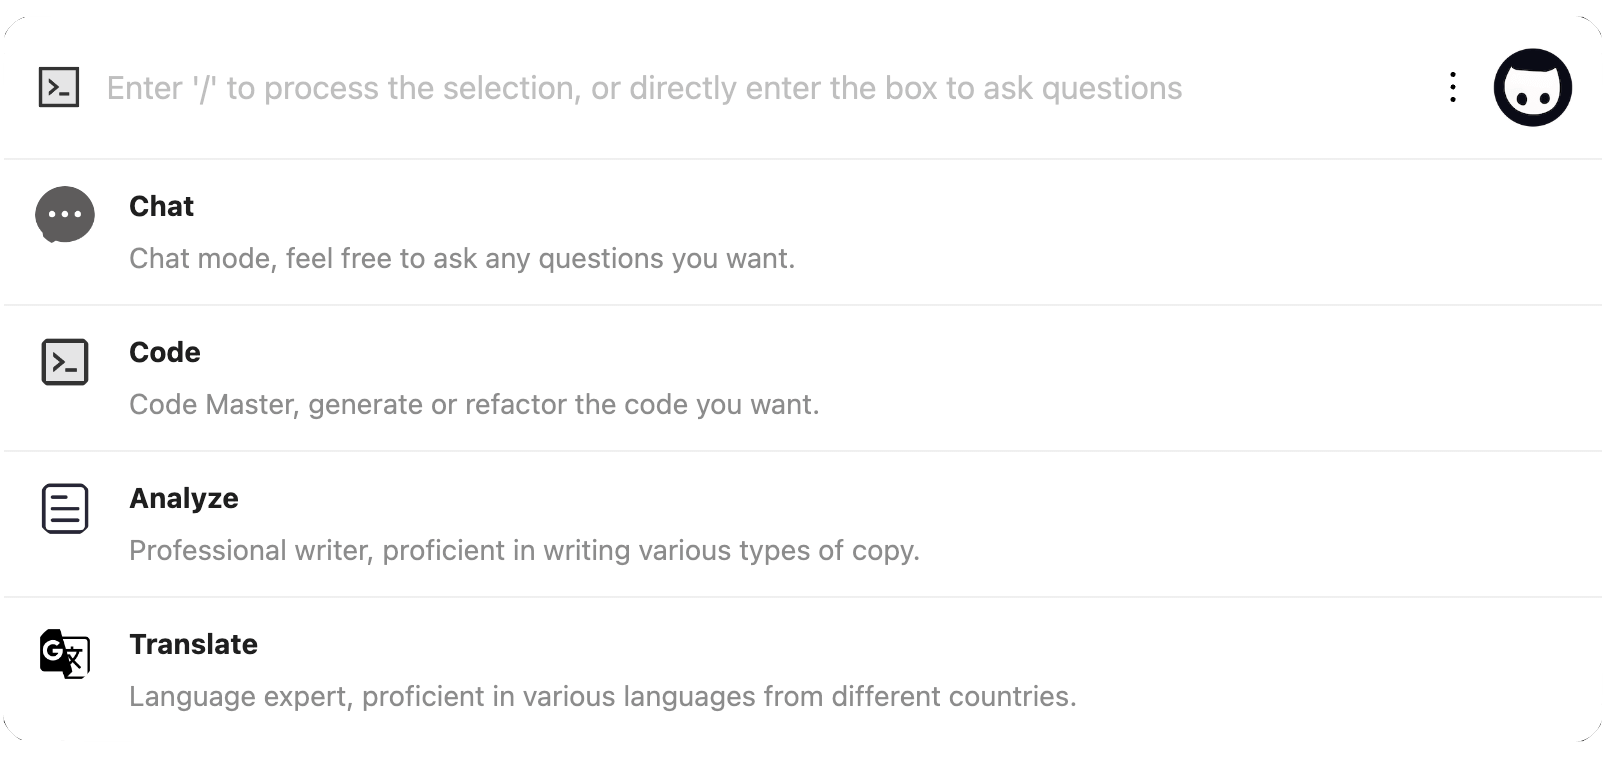 Enter '/' to process the selection, or directly enter the box to ask questions
Chat
Chat mode, feel free to ask any questions you want.
Code
Code Master, generate or refactor the code you want.
Analyze
Professional writer, proficient in writing various types of copy.
Translate
Language expert, proficient in various languages from different countries.